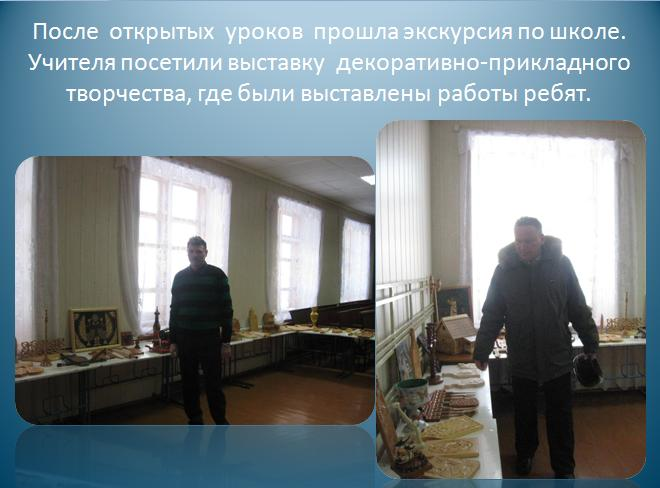 После открытых уроков прошла экскурсия по школе.
Учителя посетили выставку декоративно-прикладного
творчества, где были выставлены работы ребят.